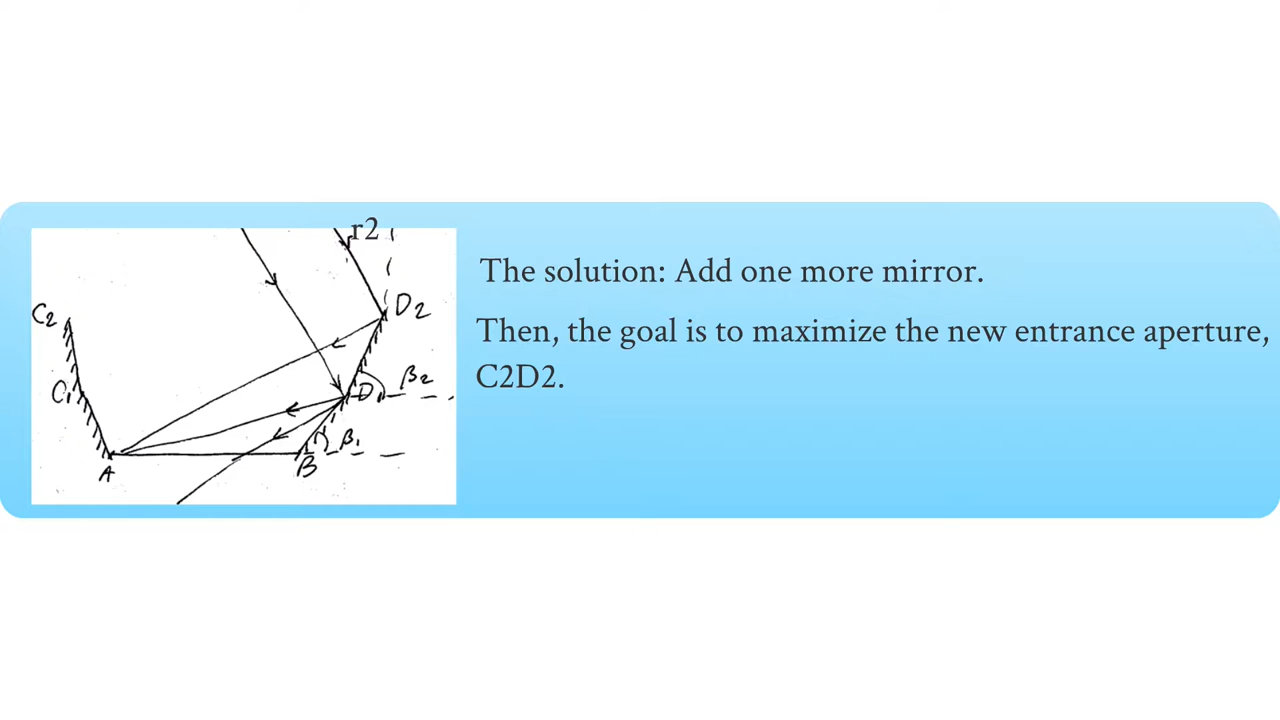 r2
The solution: Add one more mirror.
Then, the goal is to maximize the new entrance aperture,
C2D2.
C2
D2
C1
D1
β2
β1
A
B